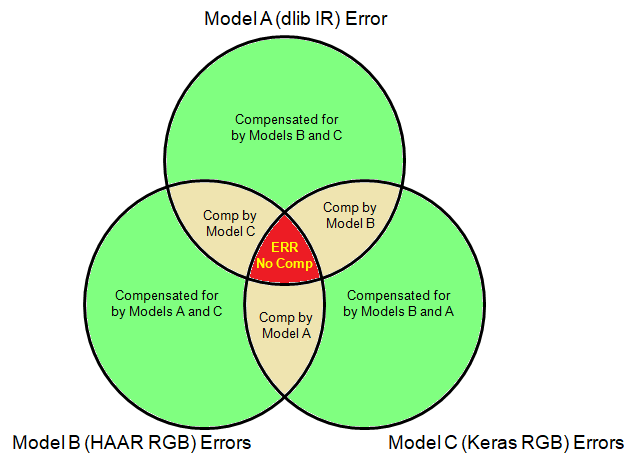 Model A (dlib IR) Error
Compensated for
by Models B and C
Comp by
Model C
Comp by
Model B
ERR
No Comp
Compensated for
by Models A and C
Compensated for
by Models B and A
Comp by
Model A
Model B (HAAR RGB) Errors
Model C (Keras RGB) Errors